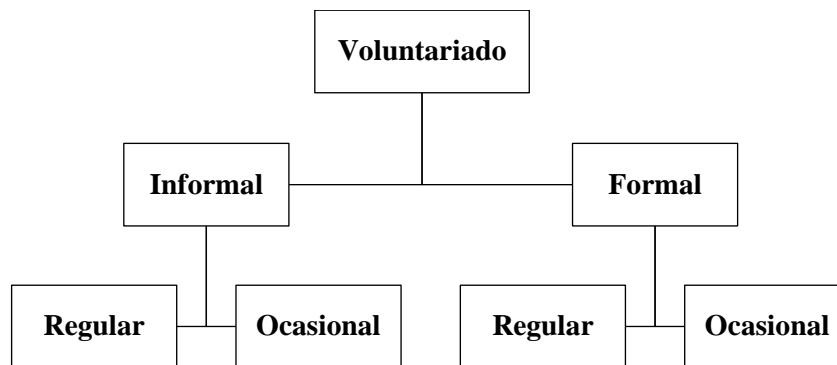 Voluntariado
Informal
Formal
Regular
Ocasional
Regular
Ocasional